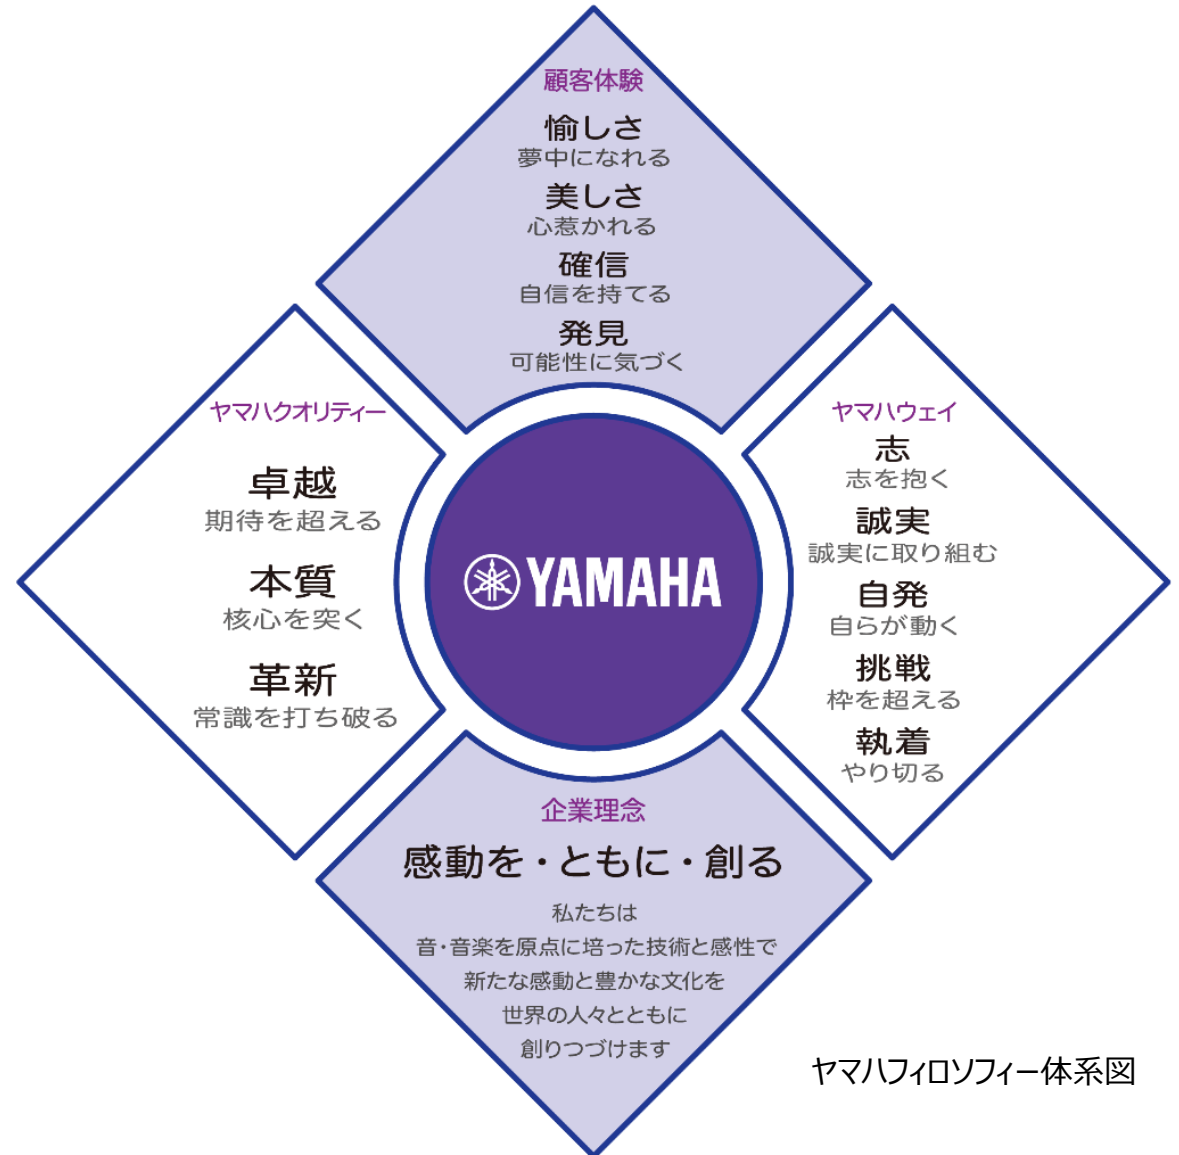 顧客体験
愉しさ
夢中になれる
美しさ
心惹かれる
確信
自信を持てる
発見
可能性に気づく
ヤマハクオリティー
卓越
期待を超える
本質
核心を突く
革新
常識を打ち破る
YAMAHA
ヤマハウェイ
志
志を抱く
誠実
誠実に取り組む
自発
自らが動く
挑戦
枠を超える
執着
やり切る
企業理念
感動を・ともに・創る
私たちは
音・音楽を原点に培った技術と感性で
新たな感動と豊かな文化を
世界の人々とともに
創りつづけます
ヤマハフィロソフィー体系図